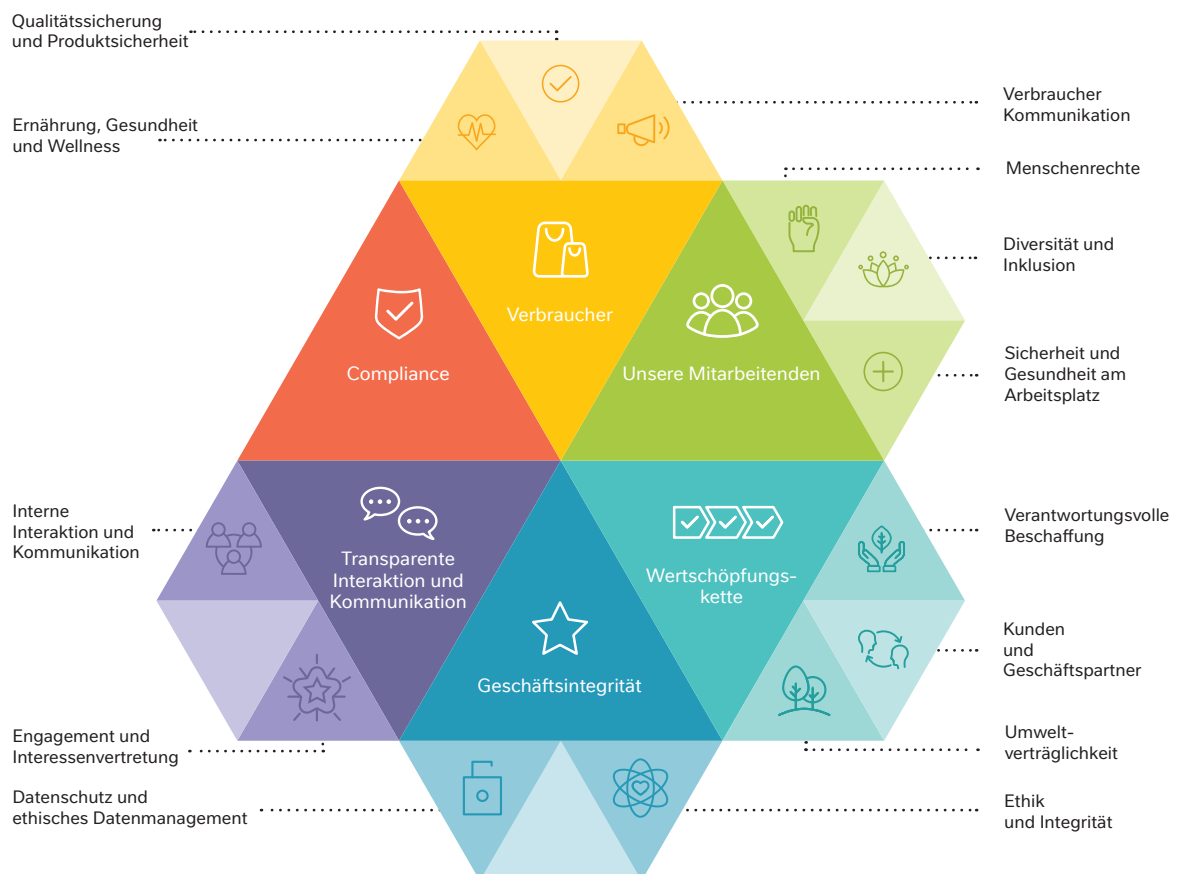 Qualitätssicherung
und Produktsicherheit
Ernährung, Gesundheit
und Wellness
Verbraucher
Kommunikation
Menschenrechte
Diversität und
Inklusion
Sicherheit und
Gesundheit am
Arbeitsplatz
Verbraucher
Compliance
Unsere Mitarbeitenden
Transparente
Interaktion und
Kommunikation
Wertschöpfungs-
kette
Geschäftsintegrität
Interne
Interaktion und
Kommunikation
Verantwortungsvolle
Beschaffung
Kunden
und
Geschäftspartner
Engagement und
Interessenvertretung
Umwelt-
verträglichkeit
Datenschutz und
ethisches Datenmanagement
Ethik
und Integrität